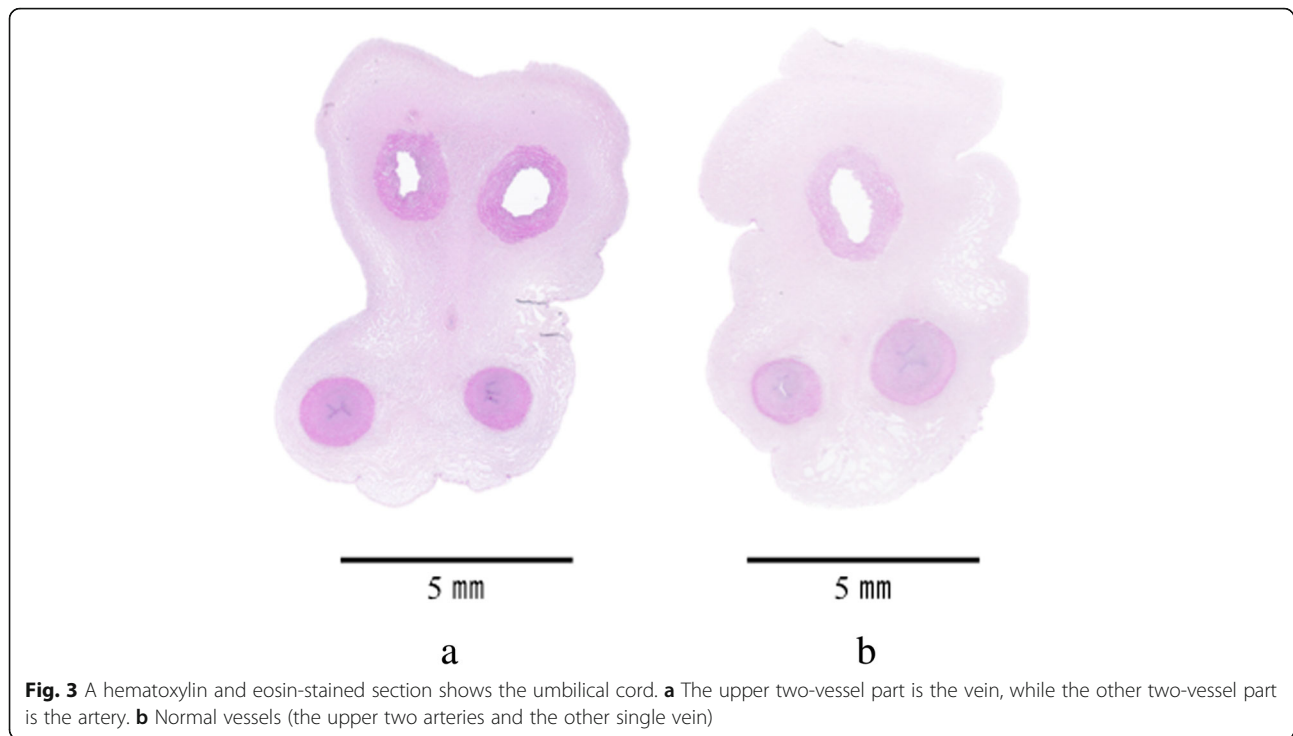 5 mm
5 mm
a
b
Fig. 3 A hematoxylin and eosin-stained section shows the umbilical cord. a The upper two-vessel part is the vein, while the other two-vessel part
is the artery. b Normal vessels (the upper two arteries and the other single vein)